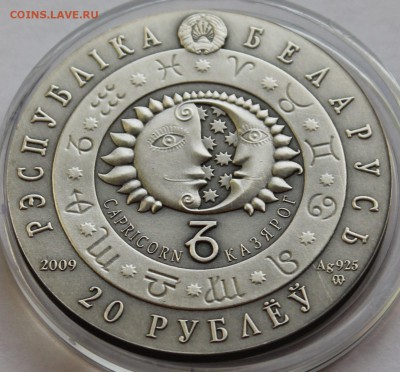 COINS.LAVE.RU
РЭСПУБЛІКА БЕЛАРУСЬ
CAPRICORN КАЗЯРОГ
2009
Ag 925
20 РУБЛЁЎ